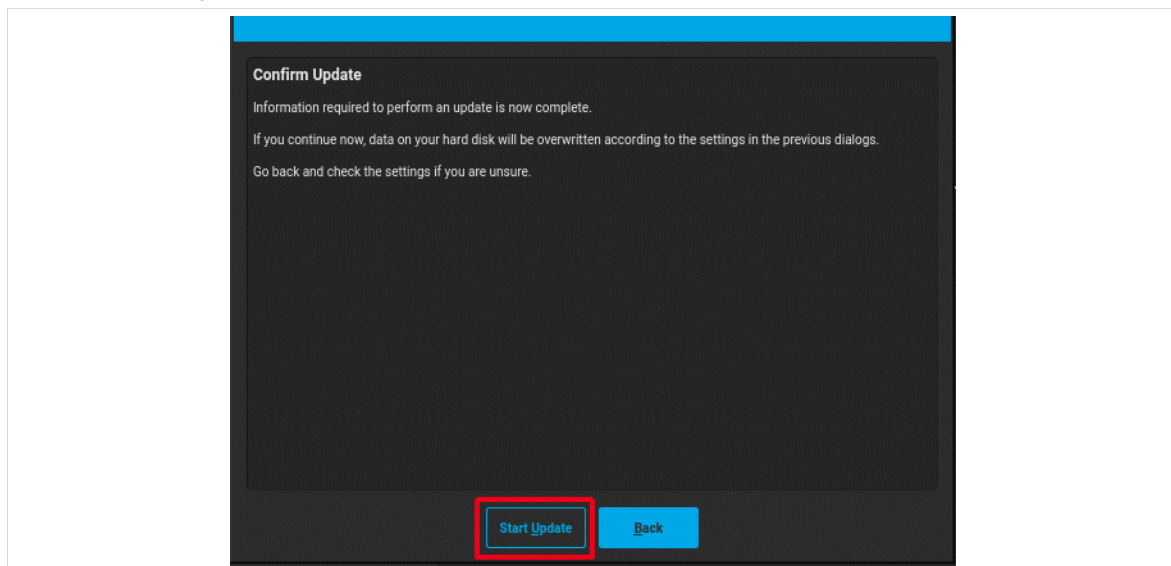 Confirm Update
Information required to perform an update is now complete.
If you continue now, data on your hard disk will be overwritten according to the settings in the previous dialogs.
Go back and check the settings if you are unsure.
Start Update
Back